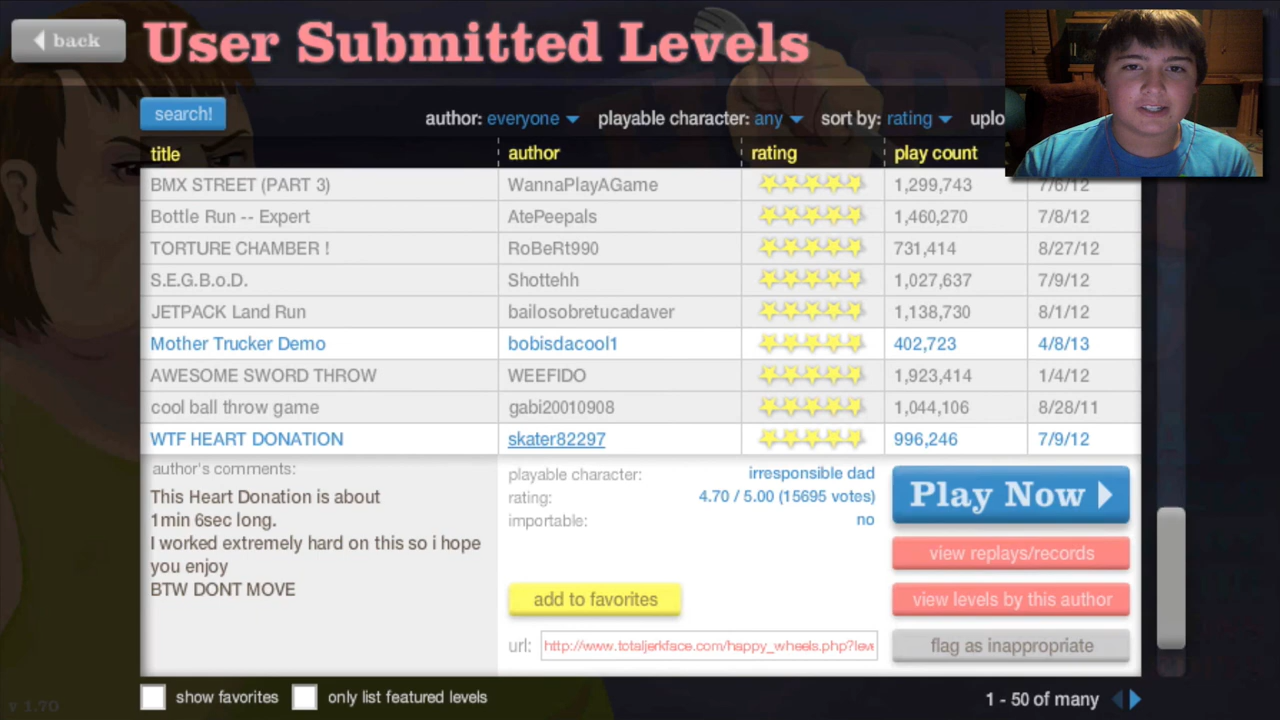 back
User Submitted Levels
search!
author: everyone playable character: any sort by: rating uplo
title author rating play count
BMX STREET (PART 3) WannaPlayAGame 1,299,743 7/6/12
Bottle Run -- Expert AtePeepals 1,460,270 7/8/12
TORTURE CHAMBER ! RoBeRt990 731,414 8/27/12
S.E.G.B.o.D. Shottehh 1,027,637 7/9/12
JETPACK Land Run bailosobretucadaver 1,138,730 8/1/12
Mother Trucker Demo bobisdacool1 402,723 4/8/13
AWESOME SWORD THROW WEEFIDO 1,923,414 1/4/12
cool ball throw game gabi20010908 1,044,106 8/28/11
WTF HEART DONATION skater82297 996,246 7/9/12
author's comments:
This Heart Donation is about
1min 6sec long.
I worked extremely hard on this so i hope
you enjoy
BTW DONT MOVE
playable character: irresponsible dad
rating: 4.70 / 5.00 (15695 votes)
importable: no
add to favorites
url: http://www.totaljerkface.com/happy_wheels.php?leve
Play Now
view replays/records
view levels by this author
flag as inappropriate
show favorites only list featured levels
1 - 50 of many
v 1.70